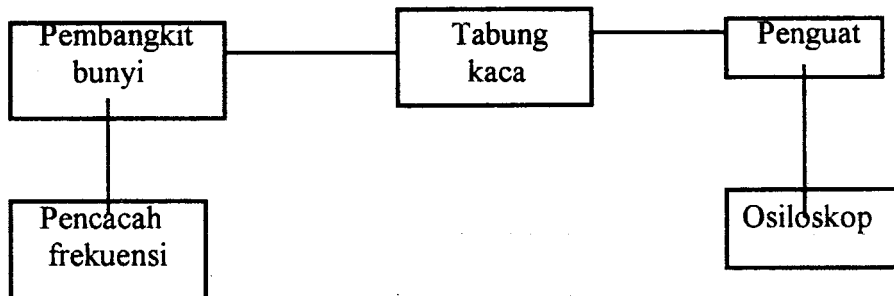 Pembangkit
bunyi
Tabung
kaca
Penguat
Pencacah
frekuensi
Osiloskop